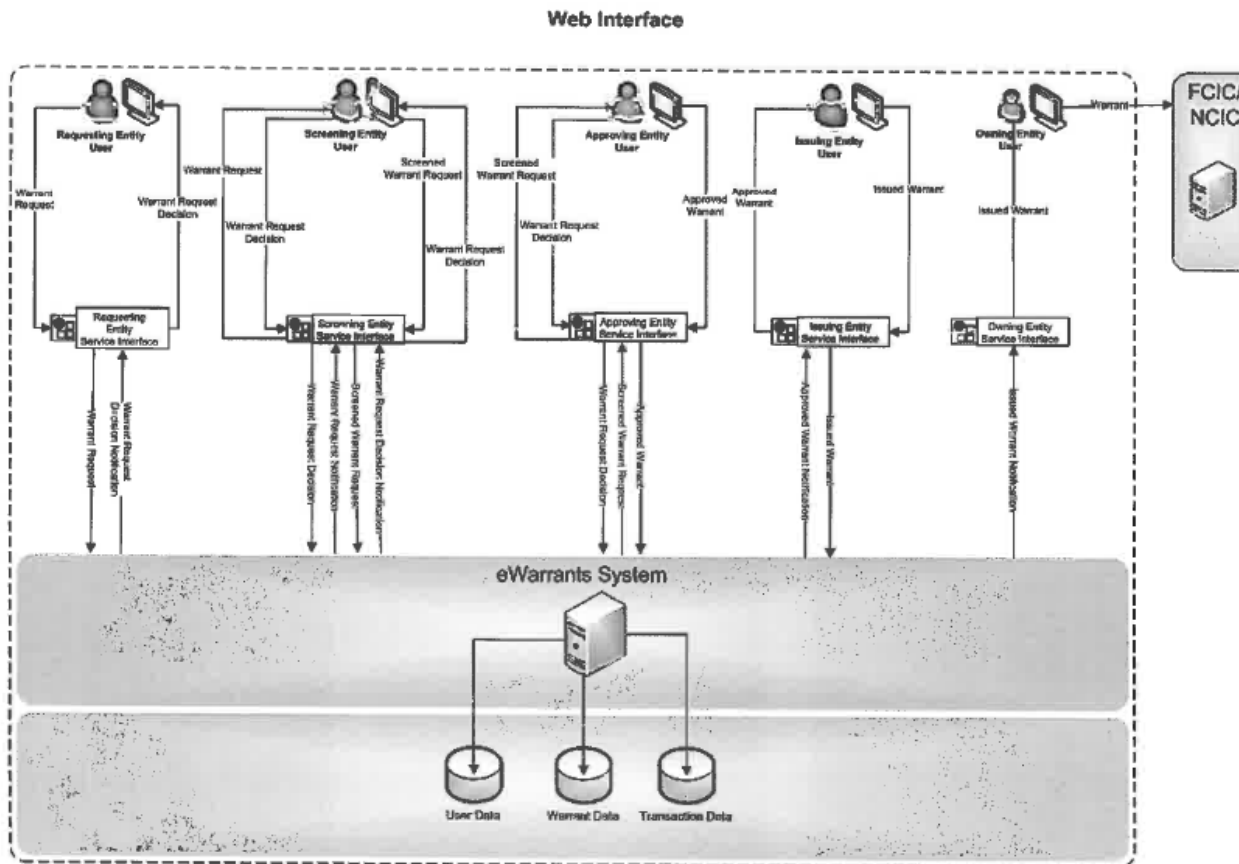 Web Interface
FCIC/
NCIC
Requesting Entity
User
Screening Entity
User
Approving Entity
User
Issuing Entity
User
Owning Entity
User
Warrant
Warrant
Request
Warrant Request
Decision
Warrant Request
Screened
Warrant Request
Warrant Request
Decision
Warrant Request
Decision
Screened
Warrant Request
Approved
Warrant
Warrant Request
Decision
Approved
Warrant
Issued Warrant
Issued Warrant
Requesting
Entity
Service Interface
Screening Entity
Service Interface
Approving Entity
Service Interface
Issuing Entity
Service Interface
Owning Entity
Service Interface
Warrant Request
Warrant Request
Decision Notification
Warrant Request Decision
Warrant Request Notification
Screened Warrant Request
Warrant Request Decision Notification
Warrant Request Decision
Screened Warrant Request
Approved Warrant
Approved Warrant Notification
Issued Warrant
Issued Warrant Notification
eWarrants System
User Data
Warrant Data
Transaction Data